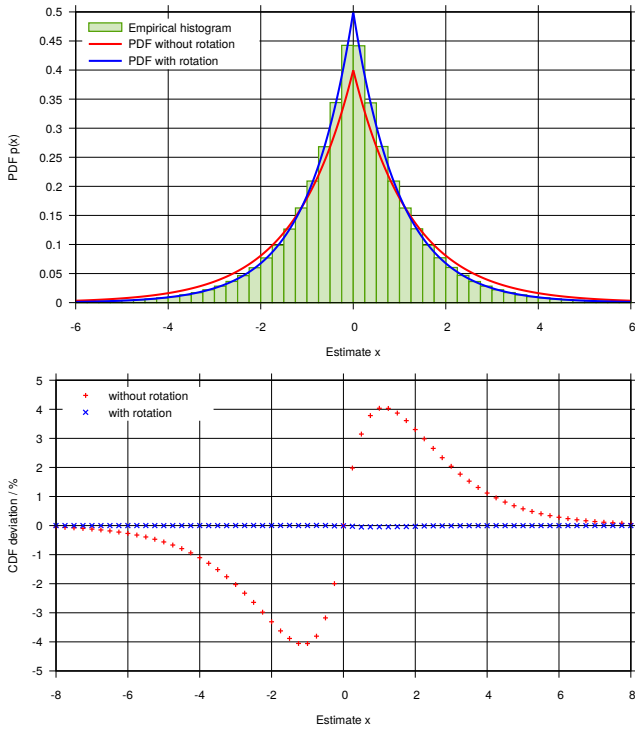 0.5
0.45
0.4
0.35
0.3
0.25
0.2
0.15
0.1
0.05
0
PDF p(x)
Empirical histogram
PDF without rotation
PDF with rotation
-6 -4 -2 0 2 4 6
Estimate x
5
4
3
2
1
0
-1
-2
-3
-4
-5
CDF deviation / %
without rotation
with rotation
-8 -6 -4 -2 0 2 4 6 8
Estimate x